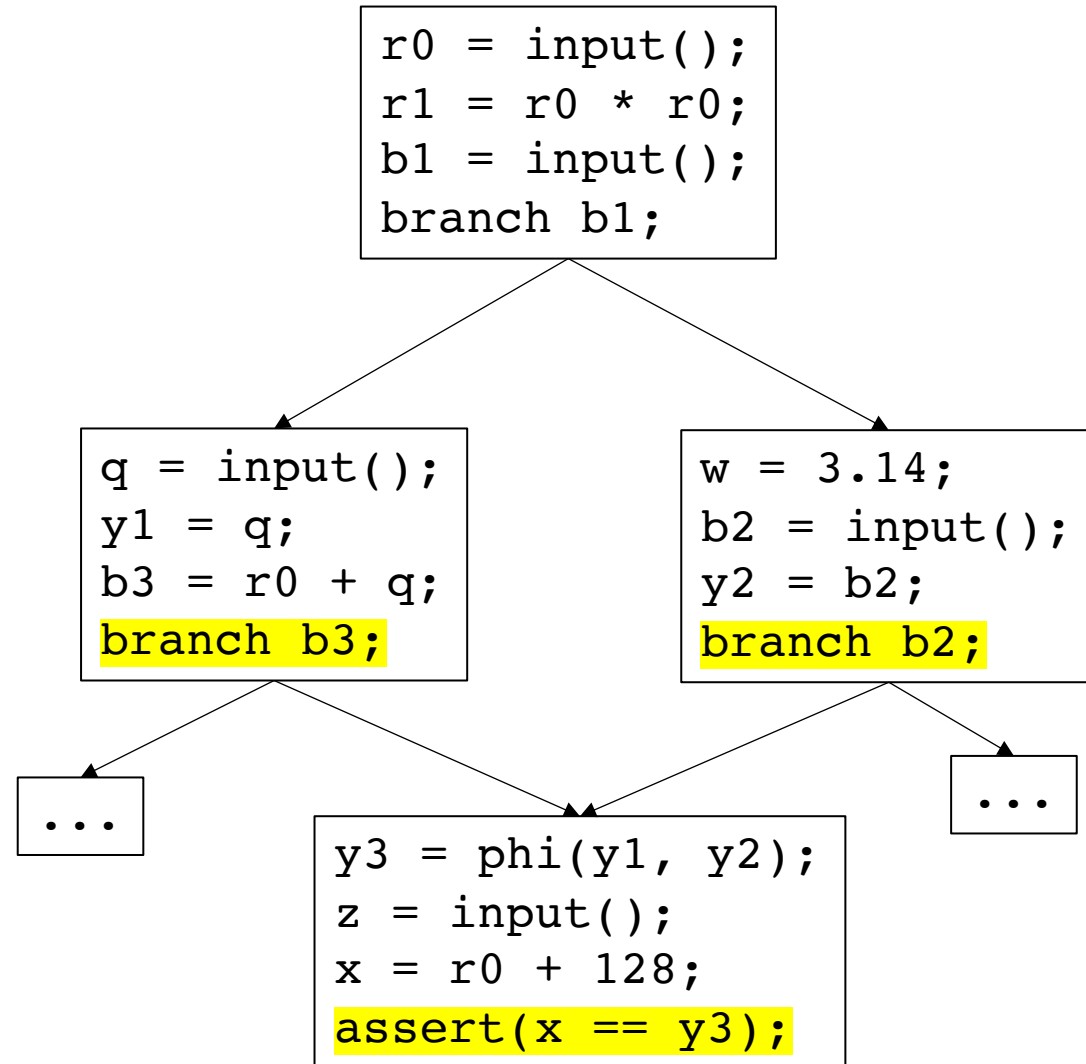 r0 = input();
r1 = r0 * r0;
b1 = input();
branch b1;
q = input();
y1 = q;
b3 = r0 + q;
branch b3;
w = 3.14;
b2 = input();
y2 = b2;
branch b2;
...
...
y3 = phi(y1, y2);
z = input();
x = r0 + 128;
assert(x == y3);